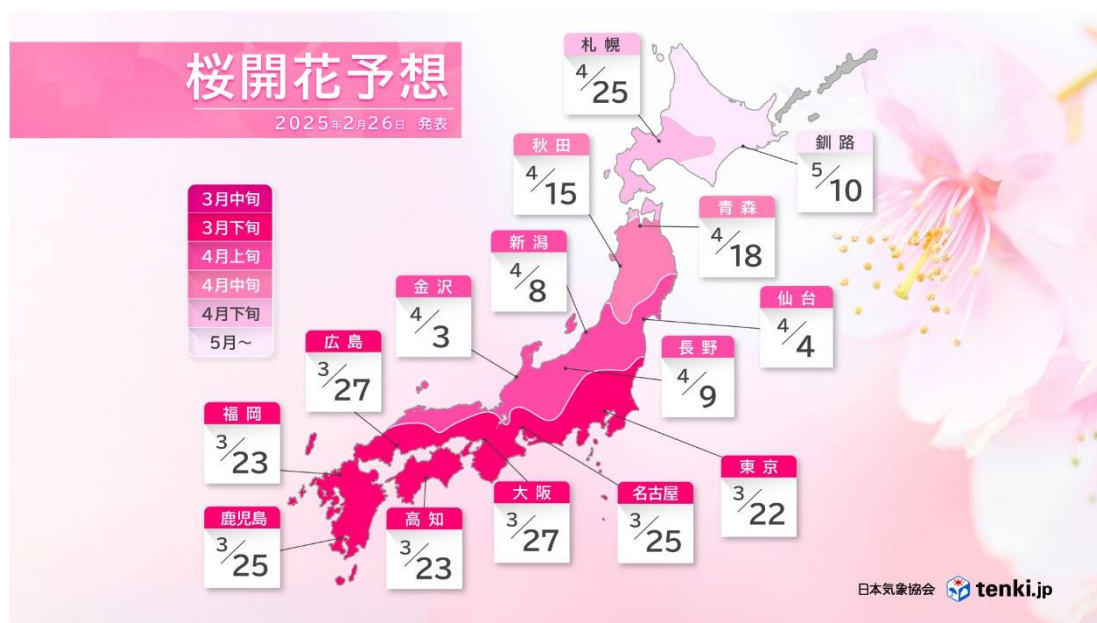 桜開花予想
2025年2月26日 発表
3月中旬
3月下旬
4月上旬
4月中旬
4月下旬
5月～
札幌
4/25
釧路
5/10
秋田
4/15
青森
4/18
新潟
4/8
仙台
4/4
金沢
4/3
長野
4/9
広島
3/27
福岡
3/23
東京
3/22
大阪
3/27
名古屋
3/25
鹿児島
3/25
高知
3/23
日本気象協会 tenki.jp